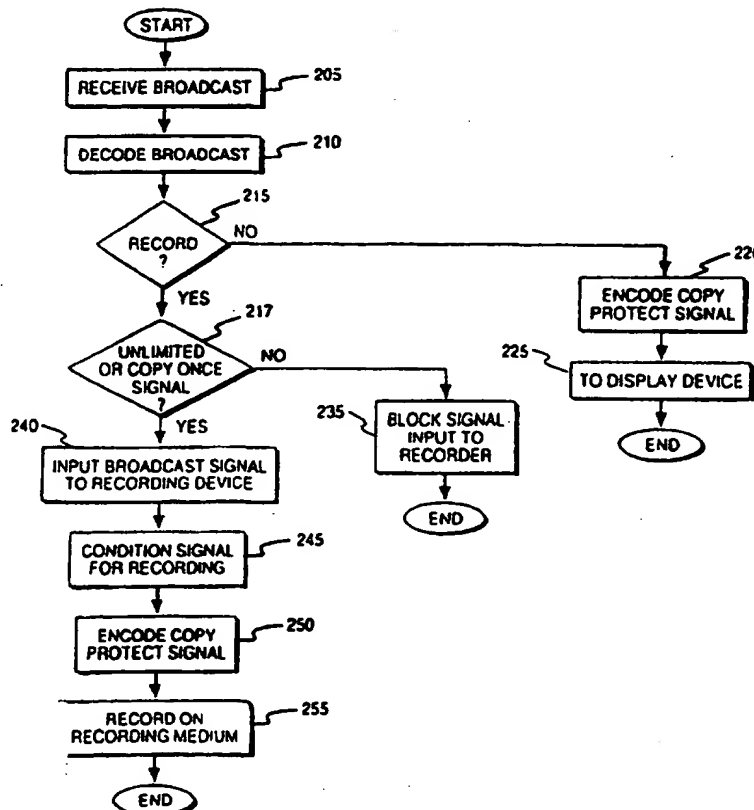 START
RECEIVE BROADCAST
205
DECODE BROADCAST
210
215
RECORD
?
NO
YES
ENCODE COPY
PROTECT SIGNAL
225
TO DISPLAY DEVICE
END
217
UNLIMITED
OR COPY ONCE
SIGNAL
?
NO
YES
235
BLOCK SIGNAL
INPUT TO
RECORDER
END
240
INPUT BROADCAST SIGNAL
TO RECORDING DEVICE
CONDITION SIGNAL
FOR RECORDING
245
ENCODE COPY
PROTECT SIGNAL
250
RECORD ON
RECORDING MEDIUM
255
END